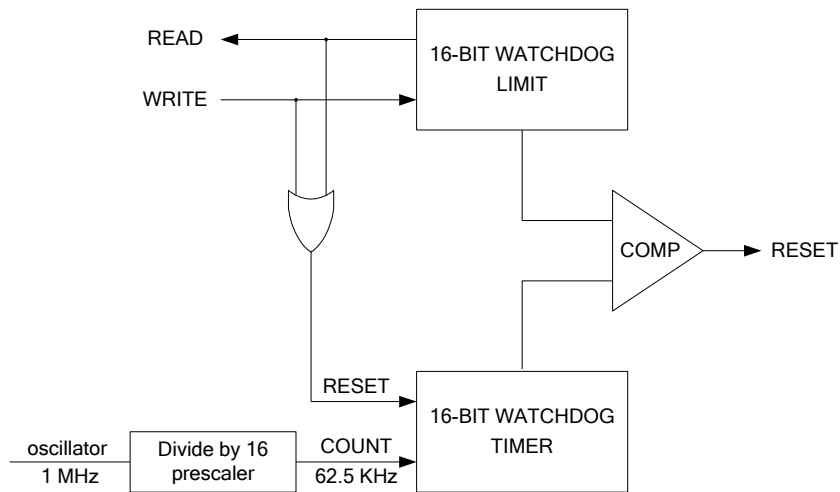 READ
16-BIT WATCHDOG
LIMIT
WRITE
COMP
RESET
RESET
16-BIT WATCHDOG
TIMER
oscillator
1 MHz
Divide by 16
prescaler
COUNT
62.5 KHz